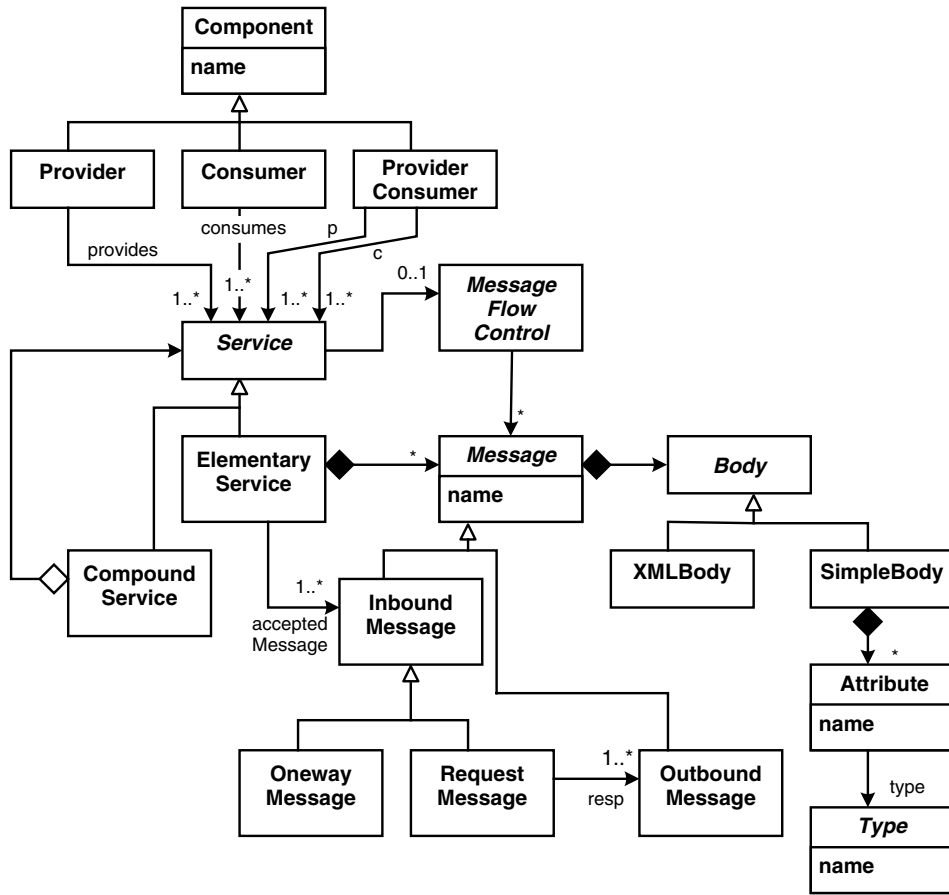 Component
name
Provider
Consumer
Provider
Consumer
provides
consumes
p
c
1..*
1..*
1..*
1..*
0..1
Message
Flow
Control
Service
*
Elementary
Service
*
Message
name
Body
Compound
Service
XMLBody
SimpleBody
1..*
accepted
Message
Inbound
Message
*
Attribute
name
Oneway
Message
Request
Message
1..*
resp
Outbound
Message
type
Type
name